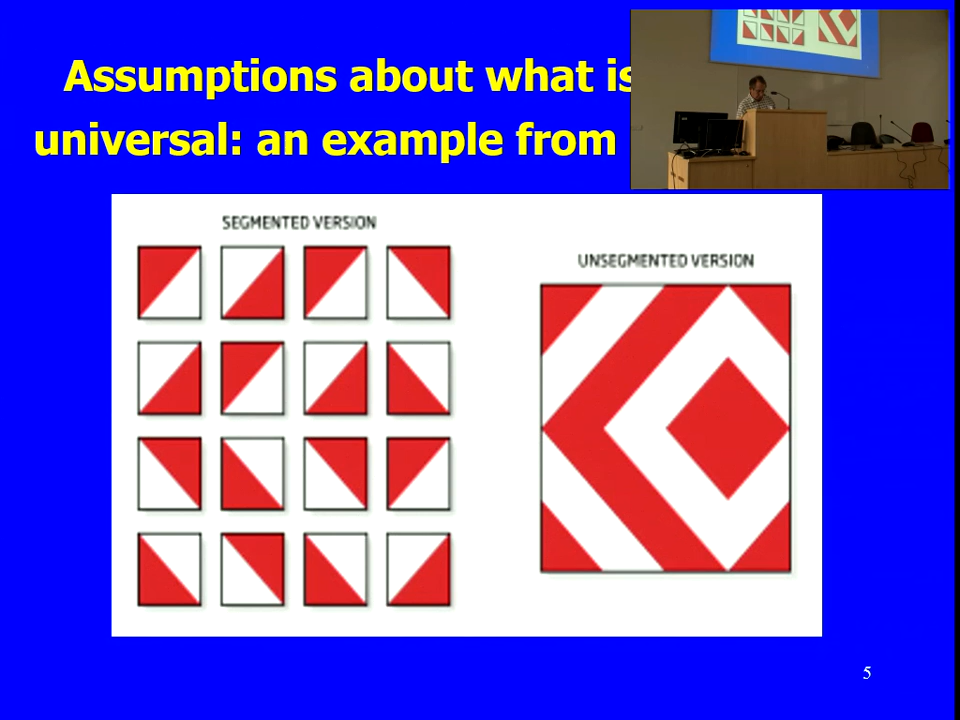 Assumptions about what is
universal: an example from
SEGMENTED VERSION
UNSEGMENTED VERSION
5